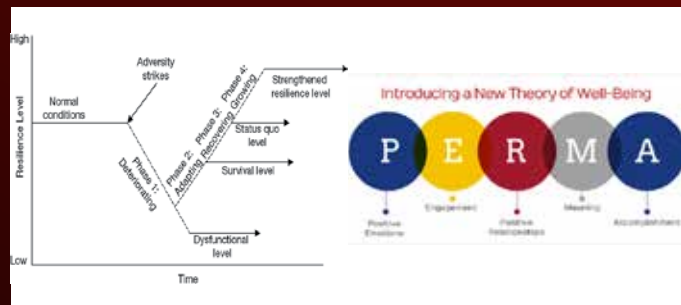 High
Resilience Level
Low
Time
Normal
conditions
Adversity
strikes
Phase 1:
Deteriorating
Phase 2:
Adapting
Phase 3:
Recovering
Phase 4:
Growing
Strengthened
resilience level
Status quo
level
Survival level
Dysfunctional
level
Introducing a New Theory of Well-Being
P E R M A
Positive
Emotions
Engagement
Positive
Relationships
Meaning
Accomplishment